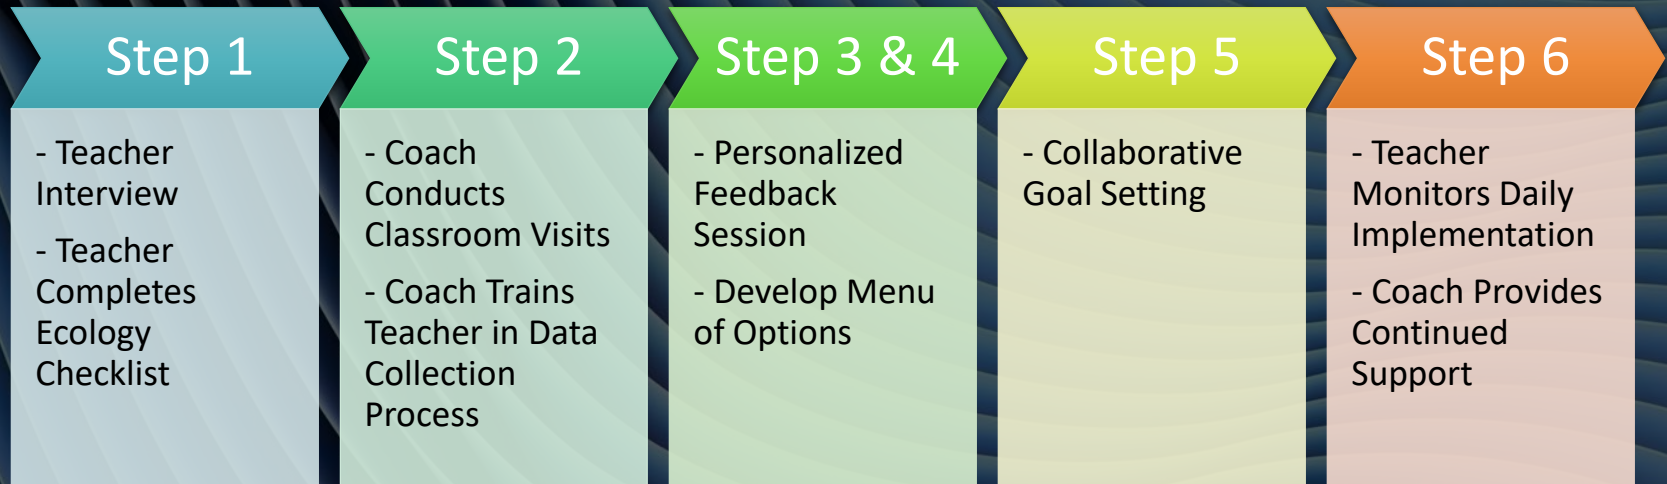 Step 1
- Teacher
Interview
- Teacher
Completes
Ecology
Checklist
Step 2
- Coach
Conducts
Classroom Visits
- Coach Trains
Teacher in Data
Collection
Process
Step 3 & 4
- Personalized
Feedback
Session
- Develop Menu
of Options
Step 5
- Collaborative
Goal Setting
Step 6
- Teacher
Monitors Daily
Implementation
- Coach Provides
Continued
Support